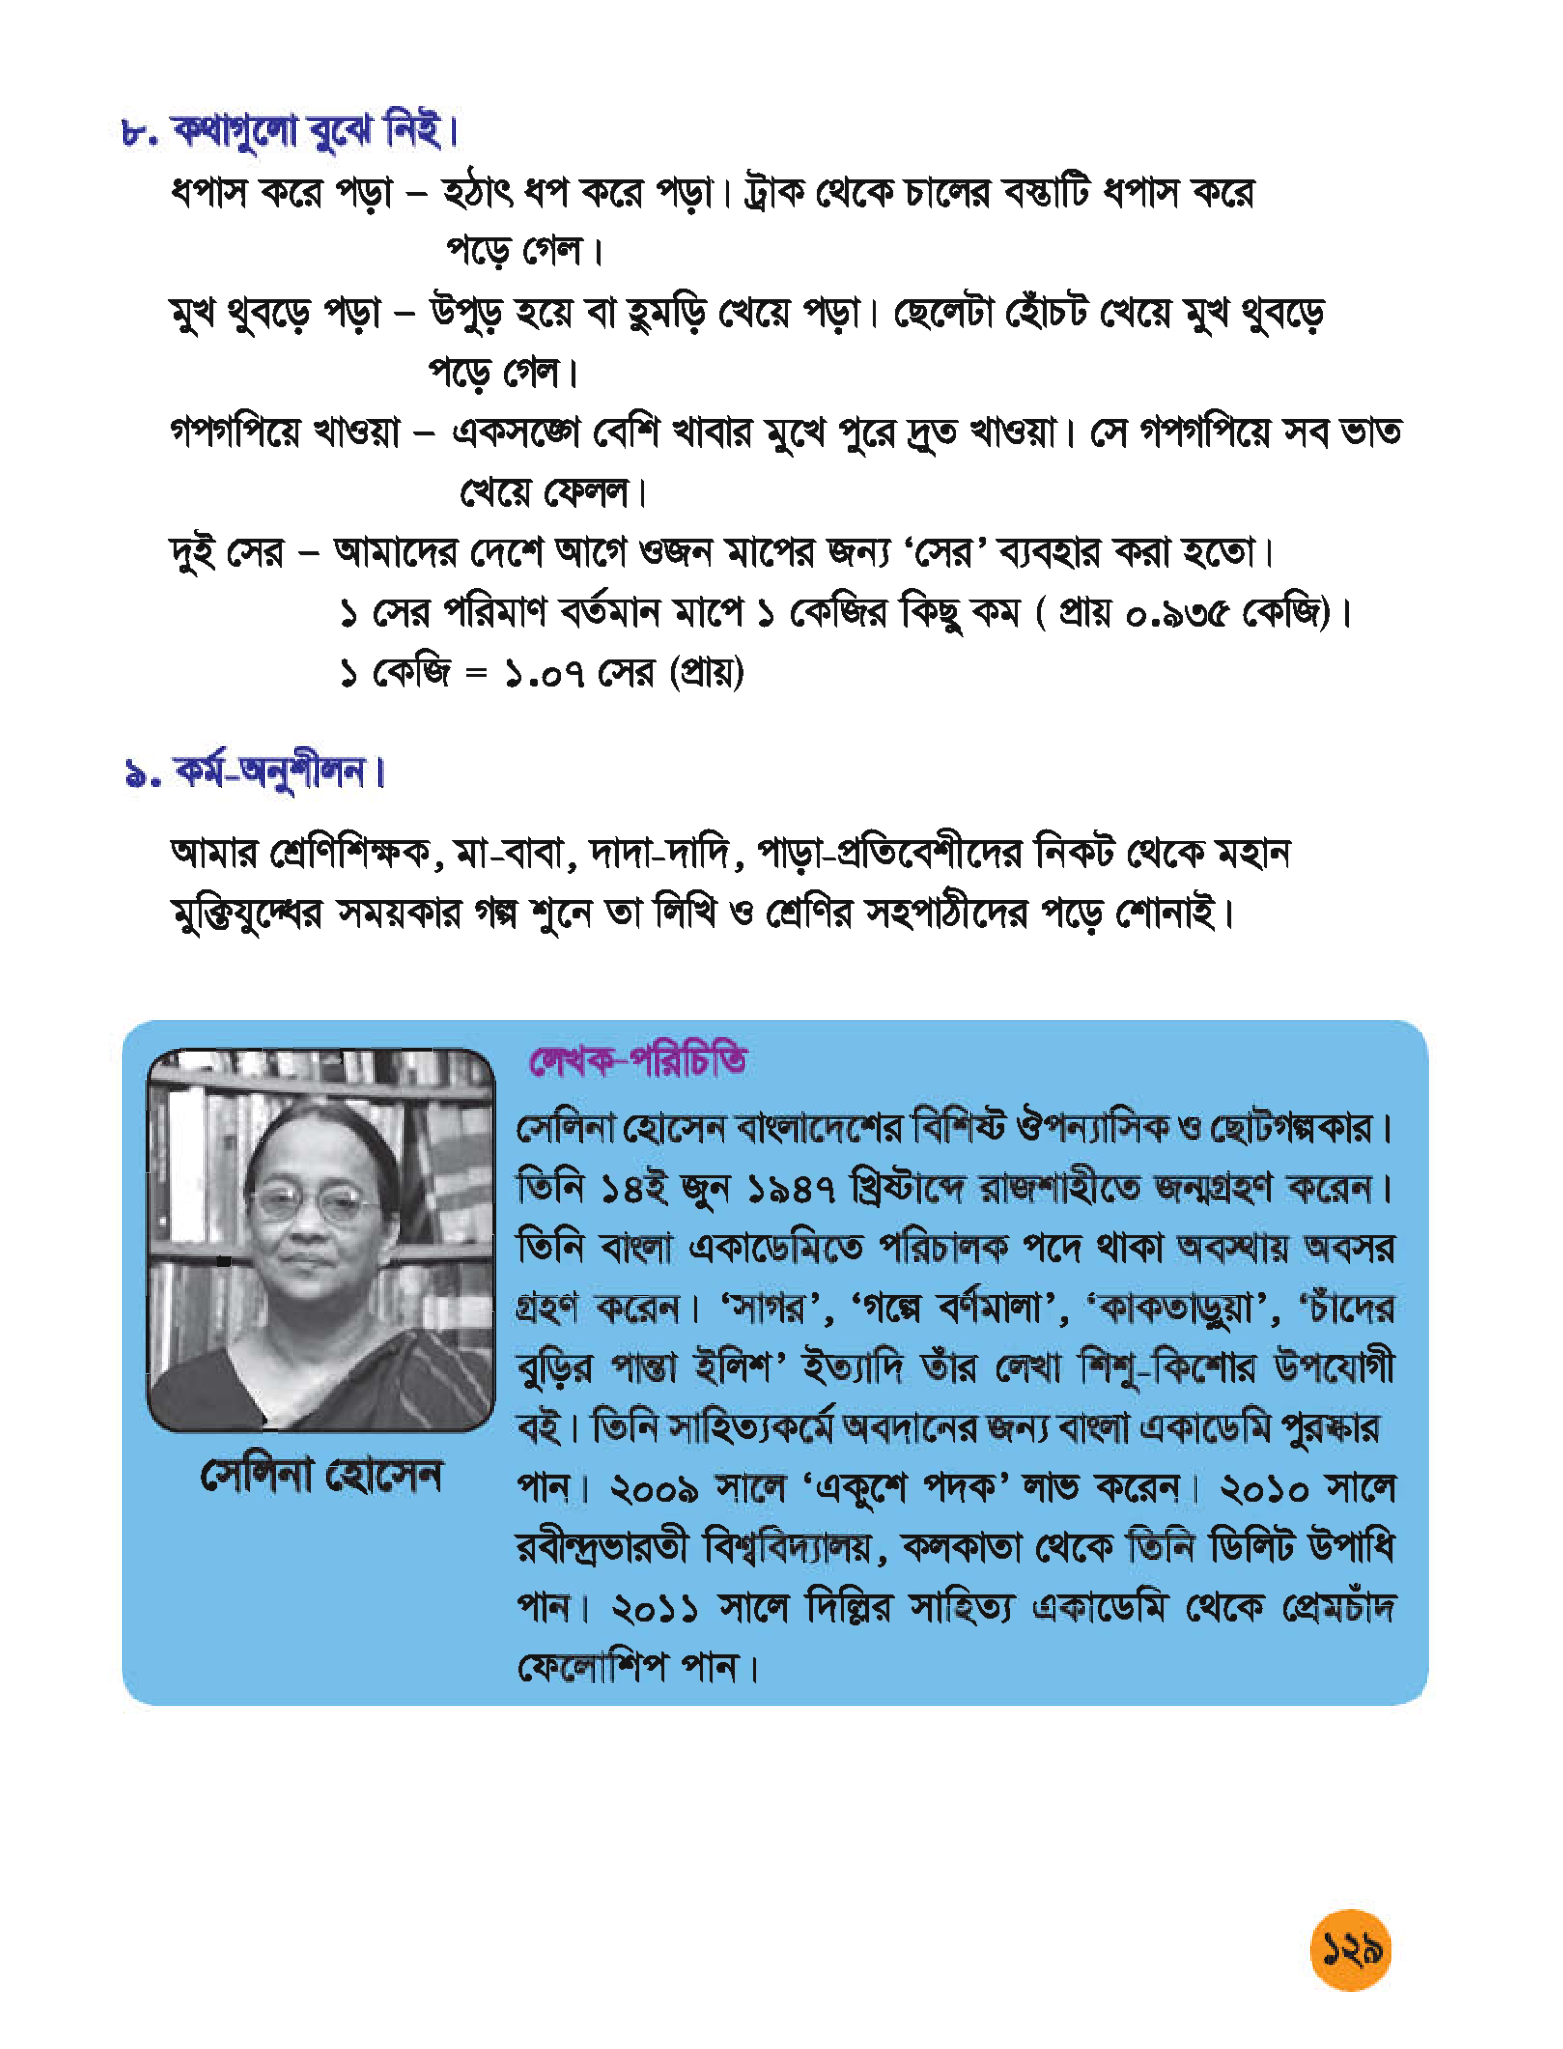 ৮. কথাগুলো বুঝে নিই।
ধপাস করে পড়া – হঠাৎ ধপ করে পড়া। ট্রাক থেকে চালের বস্তাটি ধপাস করে
পড়ে গেল।
মুখ থুবড়ে পড়া – উপুড় হয়ে বা হুমড়ি খেয়ে পড়া। ছেলেটা হোঁচট খেয়ে মুখ থুবড়ে
পড়ে গেল।
গপগপিয়ে খাওয়া – একসঙ্গে বেশি খাবার মুখে পুরে দ্রুত খাওয়া। সে গপগপিয়ে সব ভাত
খেয়ে ফেলল।
দুই সের – আমাদের দেশে আগে ওজন মাপের জন্য ‘সের’ ব্যবহার করা হতো।
১ সের পরিমাণ বর্তমান মাপে ১ কেজির কিছু কম ( প্রায় ০.৯৩৫ কেজি)।
১ কেজি = ১.০৭ সের (প্রায়)
৯. কর্ম-অনুশীলন।
আমার শ্রেণিশিক্ষক, মা-বাবা, দাদা-দাদি, পাড়া-প্রতিবেশীদের নিকট থেকে মহান
মুক্তিযুদ্ধের সময়কার গল্প শুনে তা লিখি ও শ্রেণির সহপাঠীদের পড়ে শোনাই।
লেখক-পরিচিতি
সেলিনা হোসেন বাংলাদেশের বিশিষ্ট ঔপন্যাসিক ও ছোটগল্পকার।
তিনি ১৪ই জুন ১৯৪৭ খ্রিষ্টাব্দে রাজশাহীতে জন্মগ্রহণ করেন।
তিনি বাংলা একাডেমিতে পরিচালক পদে থাকা অবস্থায় অবসর
গ্রহণ করেন। ‘সাগর’, ‘গল্পে বর্ণমালা’, ‘কাকতাড়ুয়া’, ‘চাঁদের
বুড়ির পান্তা ইলিশ’ ইত্যাদি তাঁর লেখা শিশু-কিশোর উপযোগী
বই। তিনি সাহিত্যকর্মে অবদানের জন্য বাংলা একাডেমি পুরস্কার
পান। ২০০৯ সালে ‘একুশে পদক’ লাভ করেন। ২০১০ সালে
রবীন্দ্রভারতী বিশ্ববিদ্যালয়, কলকাতা থেকে তিনি ডিলিট উপাধি
পান। ২০১১ সালে দিল্লির সাহিত্য একাডেমি থেকে প্রেমচাঁদ
ফেলোশিপ পান।
সেলিনা হোসেন
১২৯